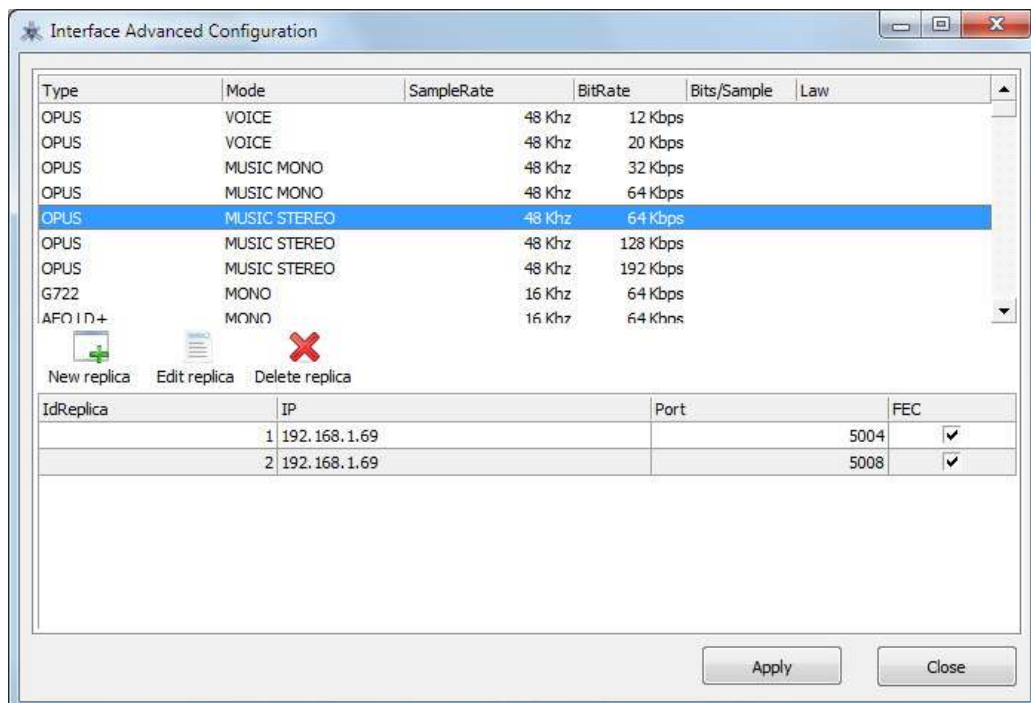 Interface Advanced Configuration
Type Mode SampleRate BitRate Bits/Sample Law
OPUS VOICE 48 Khz 12 Kbps
OPUS VOICE 48 Khz 20 Kbps
OPUS MUSIC MONO 48 Khz 32 Kbps
OPUS MUSIC MONO 48 Khz 64 Kbps
OPUS MUSIC STEREO 48 Khz 64 Kbps
OPUS MUSIC STEREO 48 Khz 128 Kbps
OPUS MUSIC STEREO 48 Khz 192 Kbps
G722 MONO 16 Khz 64 Kbps
MONO 16 Khz 64 Kbps
New replica Edit replica Delete replica
IdReplica IP Port FEC
1 192.168.1.69 5004
2 192.168.1.69 5008
Apply Close